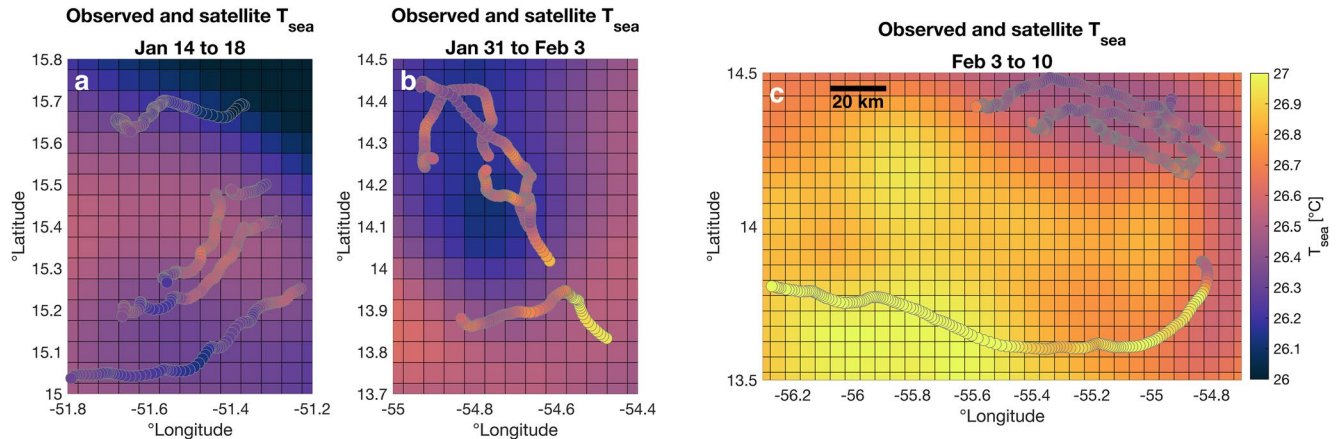 Observed and satellite T_sea
Jan 14 to 18
a
15.8
15.7
15.6
15.5
15.4
15.3
15.2
15.1
15
°Latitude
-51.8
-51.6
-51.4
-51.2
°Longitude
Observed and satellite T_sea
Jan 31 to Feb 3
b
14.5
14.4
14.3
14.2
14.1
14
13.9
13.8
13.7
°Latitude
-55
-54.8
-54.6
-54.4
°Longitude
Observed and satellite T_sea
Feb 3 to 10
c
20 km
14.5
14
13.5
°Latitude
-56.2
-56
-55.8
-55.6
-55.4
-55.2
-55
-54.8
°Longitude
27
26.9
26.8
26.7
26.6
26.5
26.4
26.3
26.2
26.1
26
T_sea [°C]